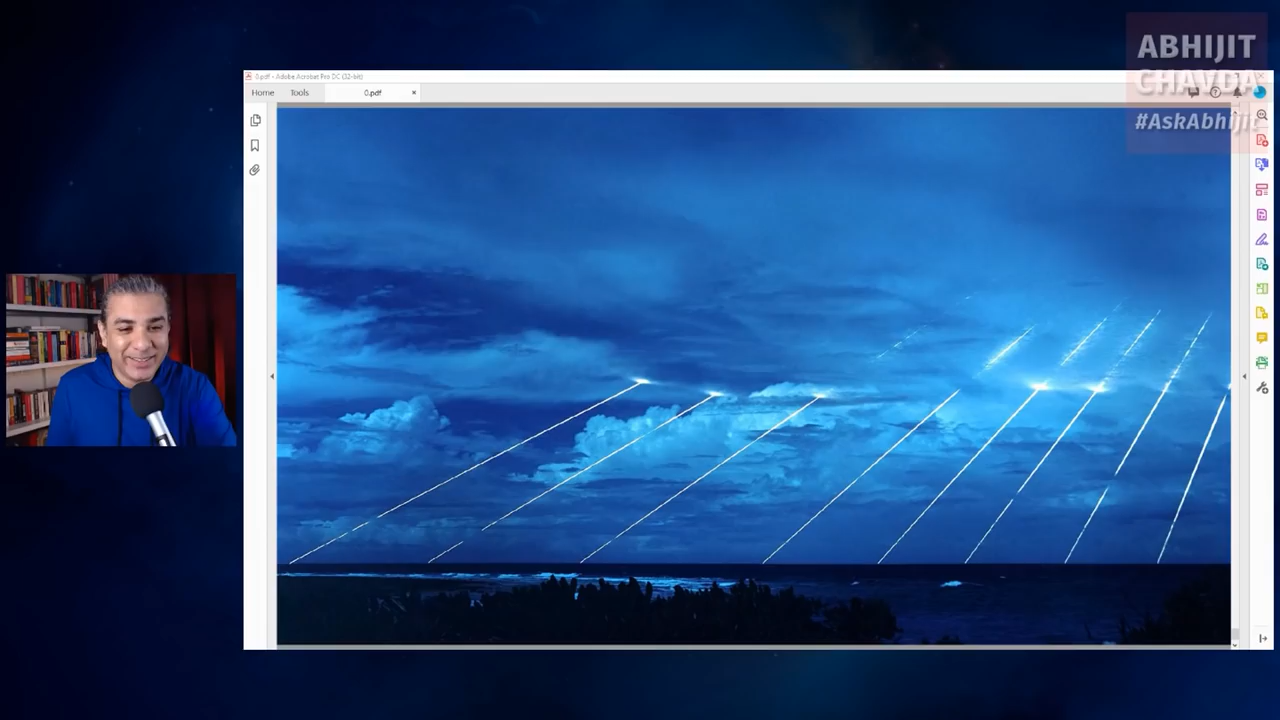 ABHIJIT
CHAVDA
#AskAbhijit
0.pdf - Adobe Acrobat Pro DC (32-bit)
Home Tools 0.pdf ×